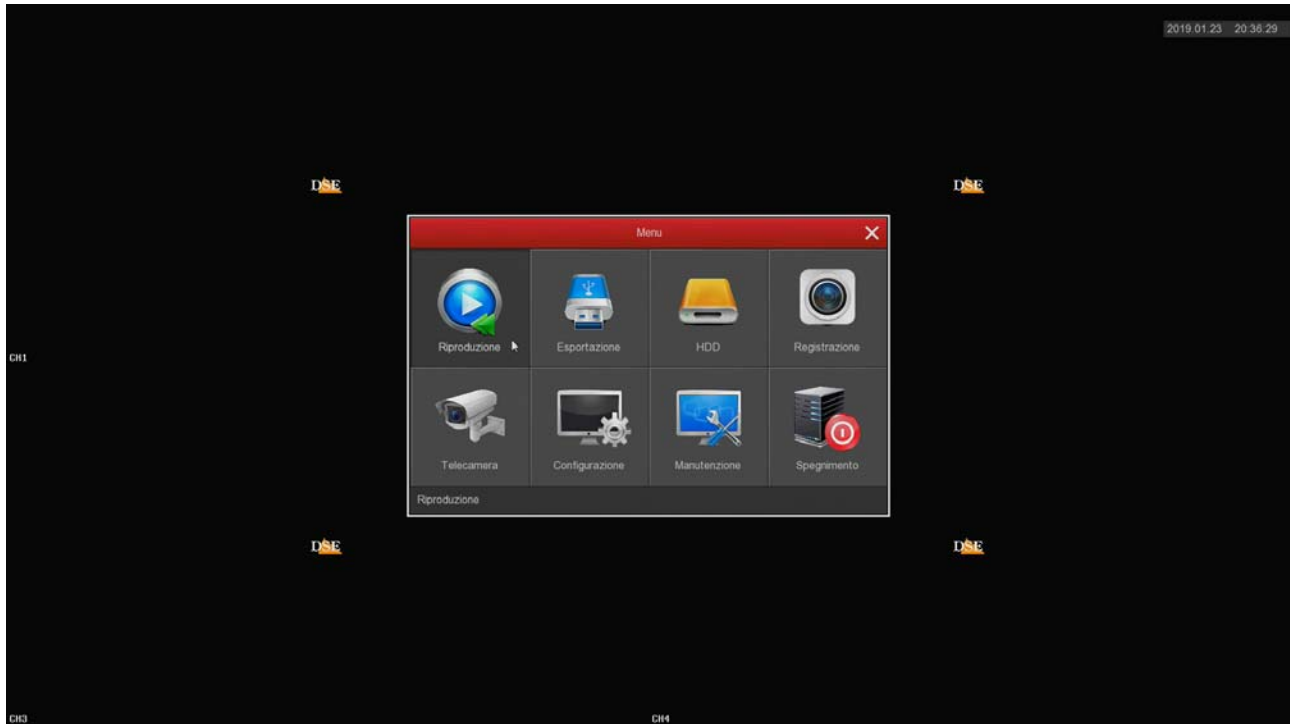 2019.01.23 20:36:29
DSE DSE
Menu
Riproduzione Esportazione HDD Registrazione
CH1
Telecamera Configurazione Manutenzione Spegnimento
Riproduzione
DSE DSE
CH3 CH4